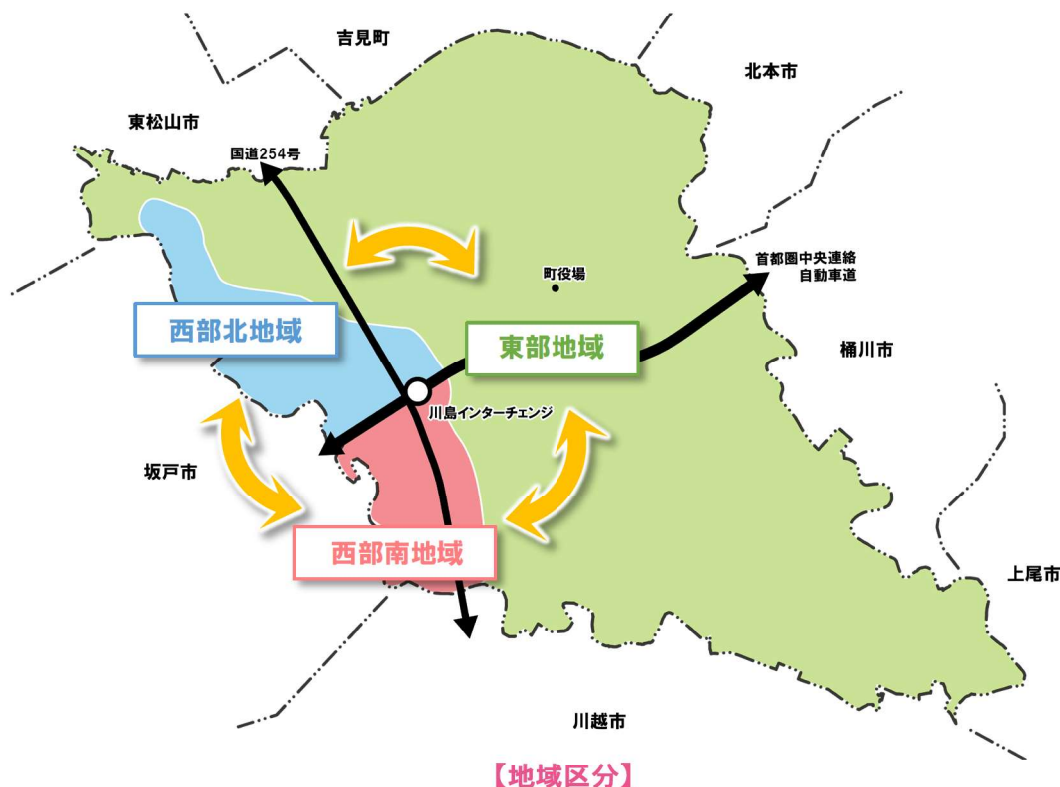 吉見町
北本市
東松山市
国道254号
首都圏中央連絡
自動車道
町役場
西部北地域
東部地域
桶川市
川島インターチェンジ
坂戸市
西部南地域
上尾市
川越市
【地域区分】